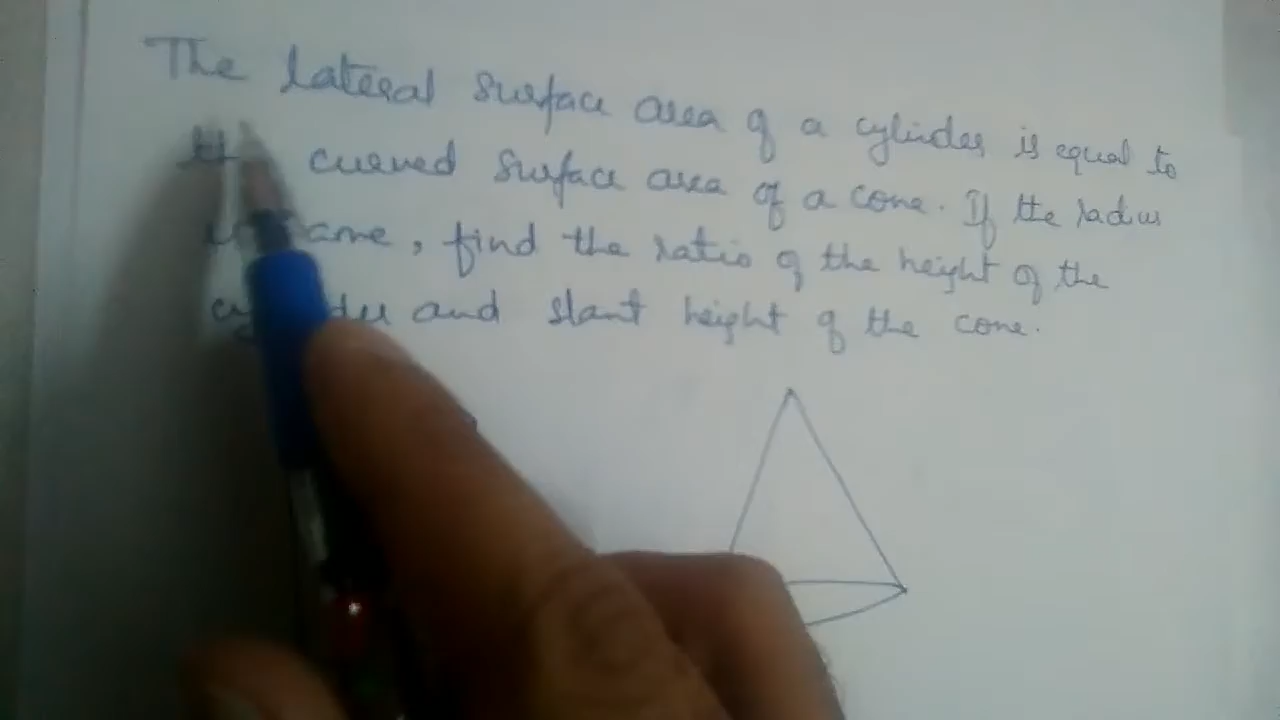 The lateral surface area of a cylinder is equal to
curved surface area of a cone. If the radius
same, find the ratio of the height of the
and slant height of the cone.